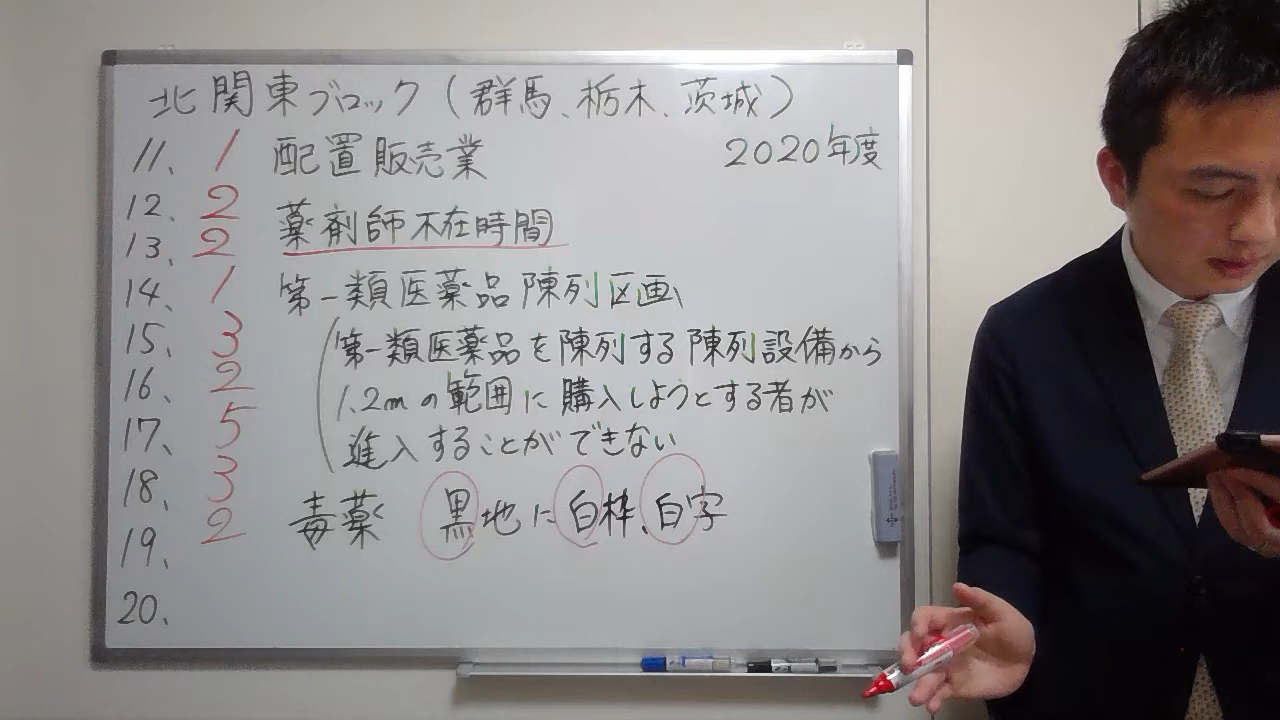 北関東ブロック(群馬、栃木、茨城)
2020年度
11. 1 配置販売業
12. 2
薬剤師不在時間
13. 2
14. 1 第一類医薬品陳列区画
15. 3 (第一類医薬品を陳列する陳列設備から
16. 2 1.2mの範囲に購入しようとする者が
17. 5 進入することができない
18. 3
毒薬 黒地に白枠、白字
19. 2
20.